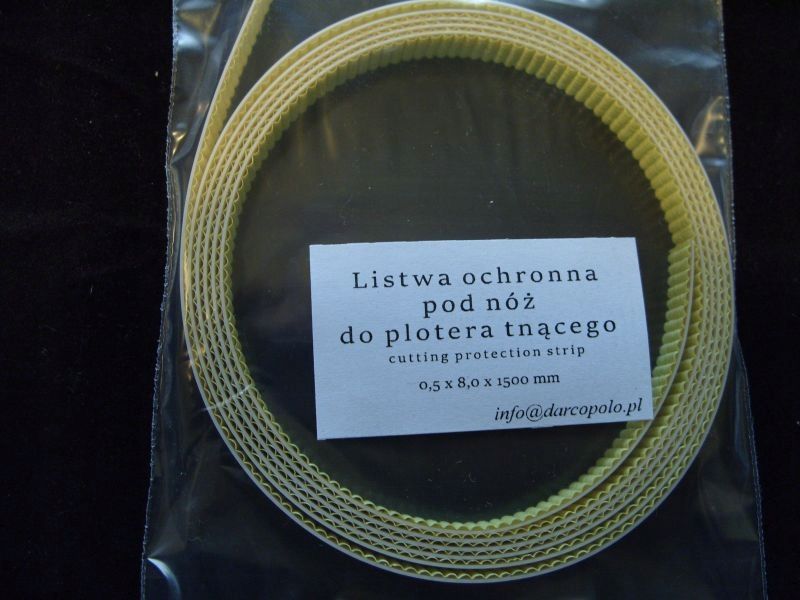 Listwa ochronna
pod nóż
do plotera tnącego
cutting protection strip
0,5 x 8,0 x 1500 mm
info@darcopolo.pl